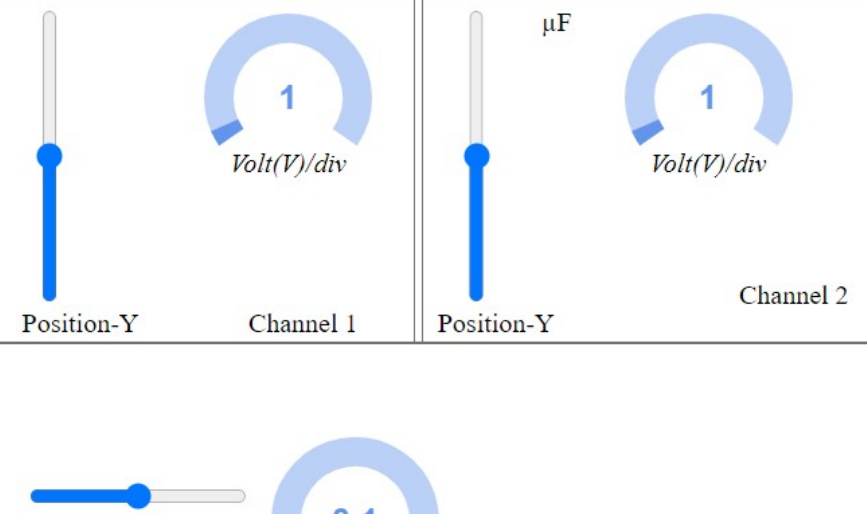 1
Volt(V)/div
Position-Y
Channel 1
µF
1
Volt(V)/div
Channel 2
Position-Y